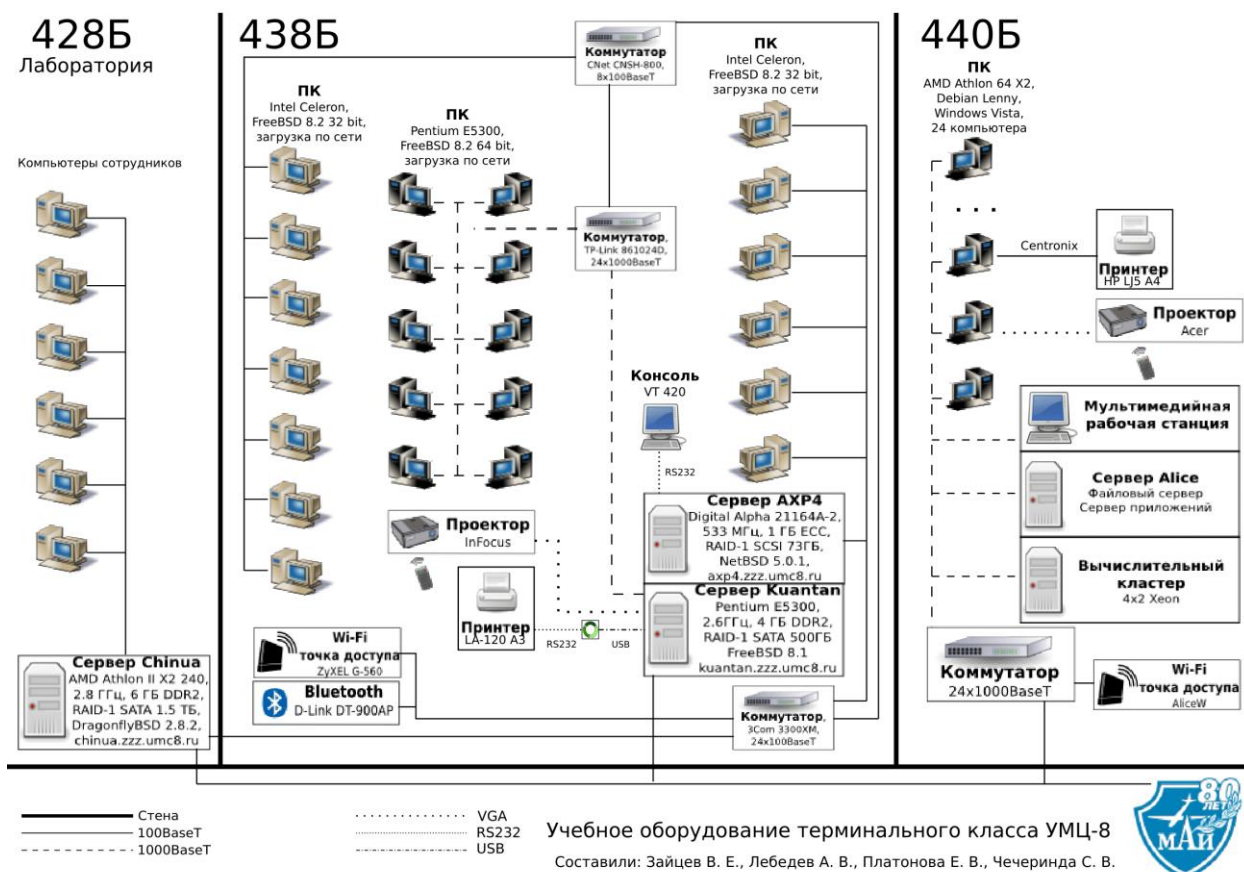 428Б
Лаборатория
Компьютеры сотрудников
Сервер Chinua
AMD Athlon II X2 240,
2.8 ГГц, 6 ГБ DDR2,
RAID-1 SATA 1.5 ТБ,
DragonflyBSD 2.8.2,
chinua.zzz.umc8.ru
438Б
ПК
Intel Celeron,
FreeBSD 8.2 32 bit,
загрузка по сети
ПК
Pentium E5300,
FreeBSD 8.2 64 bit,
загрузка по сети
Коммутатор
CNet CNSH-800,
8x100BaseT
Коммутатор,
TP-Link 861024D,
24x1000BaseT
ПК
Intel Celeron,
FreeBSD 8.2 32 bit,
загрузка по сети
Консоль
VT 420
RS232
Проектор
InFocus
Принтер
LA-120 A3
RS232
USB
Сервер AXP4
Digital Alpha 21164A-2,
533 МГц, 1 ГБ ECC,
RAID-1 SCSI 73ГБ,
NetBSD 5.0.1,
axp4.zzz.umc8.ru
Сервер Kuantan
Pentium E5300,
2.6ГГц, 4 ГБ DDR2,
RAID-1 SATA 500ГБ
FreeBSD 8.1
kuantan.zzz.umc8.ru
Wi-Fi
точка доступа
ZyXEL G-560
Bluetooth
D-Link DT-900AP
Коммутатор,
3Com 3300XM,
24x100BaseT
440Б
ПК
AMD Athlon 64 X2,
Debian Lenny,
Windows Vista,
24 компьютера
. . .
Centronix
Принтер
HP LJ5 A4
Проектор
Acer
Мультимедийная
рабочая станция
Сервер Alice
Файловый сервер
Сервер приложений
Вычислительный
кластер
4x2 Xeon
Коммутатор
24x1000BaseT
Wi-Fi
точка доступа
AliceW
Стена
100BaseT
1000BaseT
VGA
RS232
USB
Учебное оборудование терминального класса УМЦ-8
Составили: Зайцев В. Е., Лебедев А. В., Платонова Е. В., Чечеринда С. В.
80
ЛЕТ
МАИ